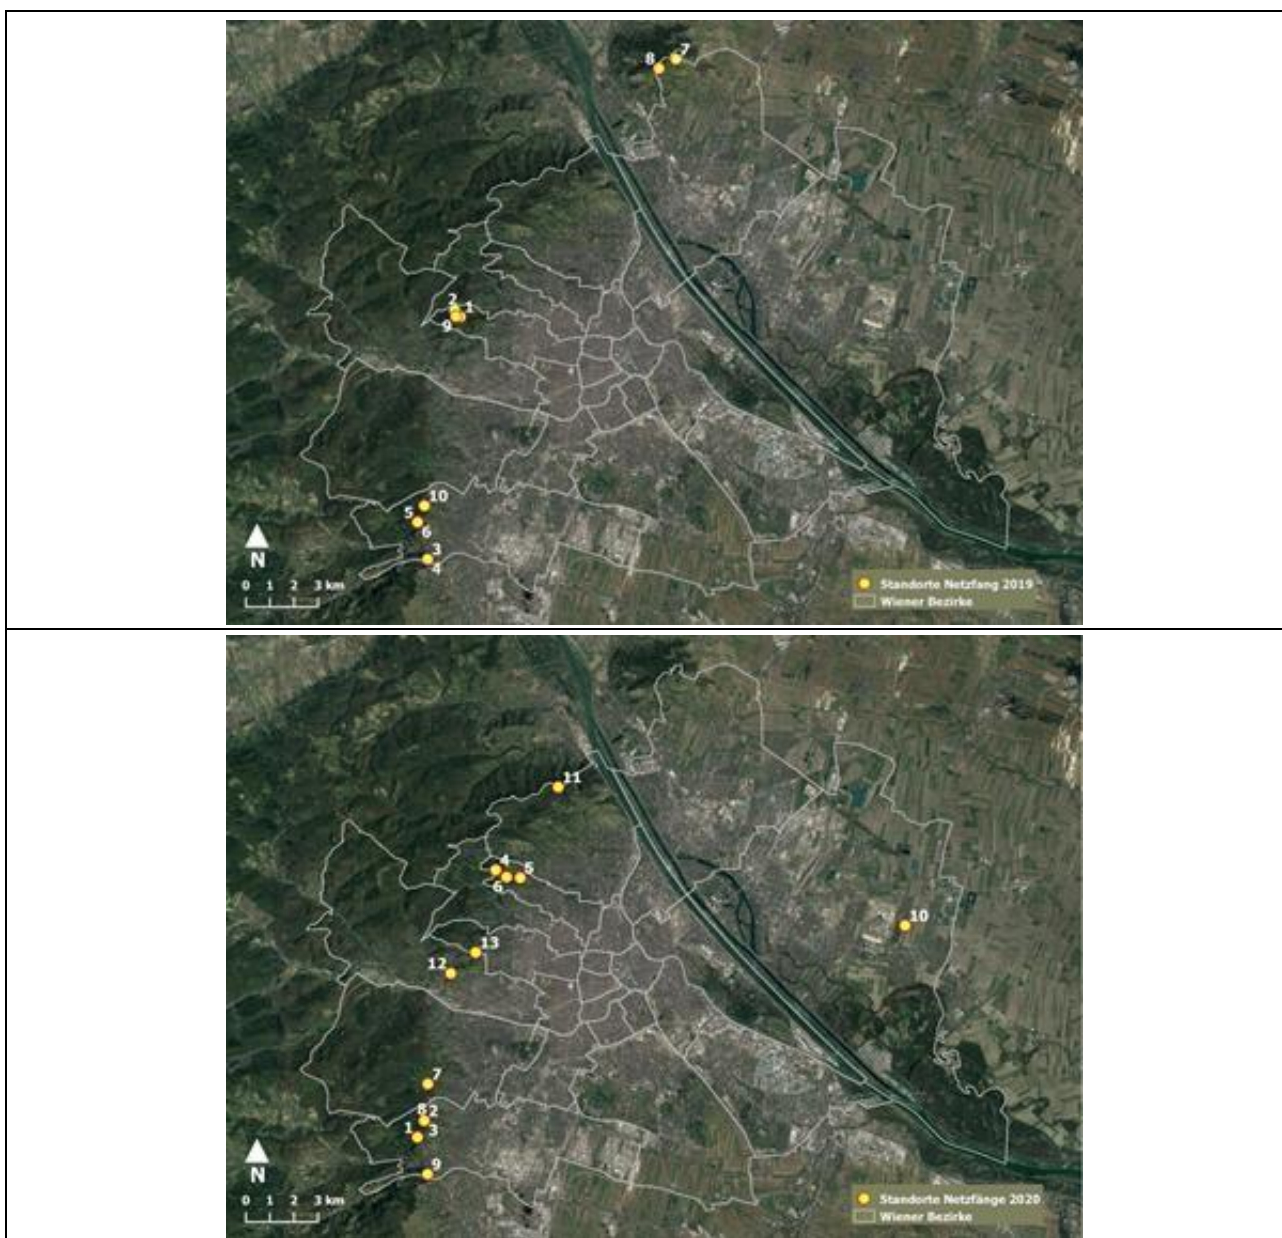 8 7
2 1
9
10
5
6
3
4
N
0 1 2 3 km
Standorte Netzfang 2019
Wiener Bezirke
11
4 5
6
10
13
12
7
8 2
1 3
9
N
0 1 2 3 km
Standorte Netzfänge 2020
Wiener Bezirke